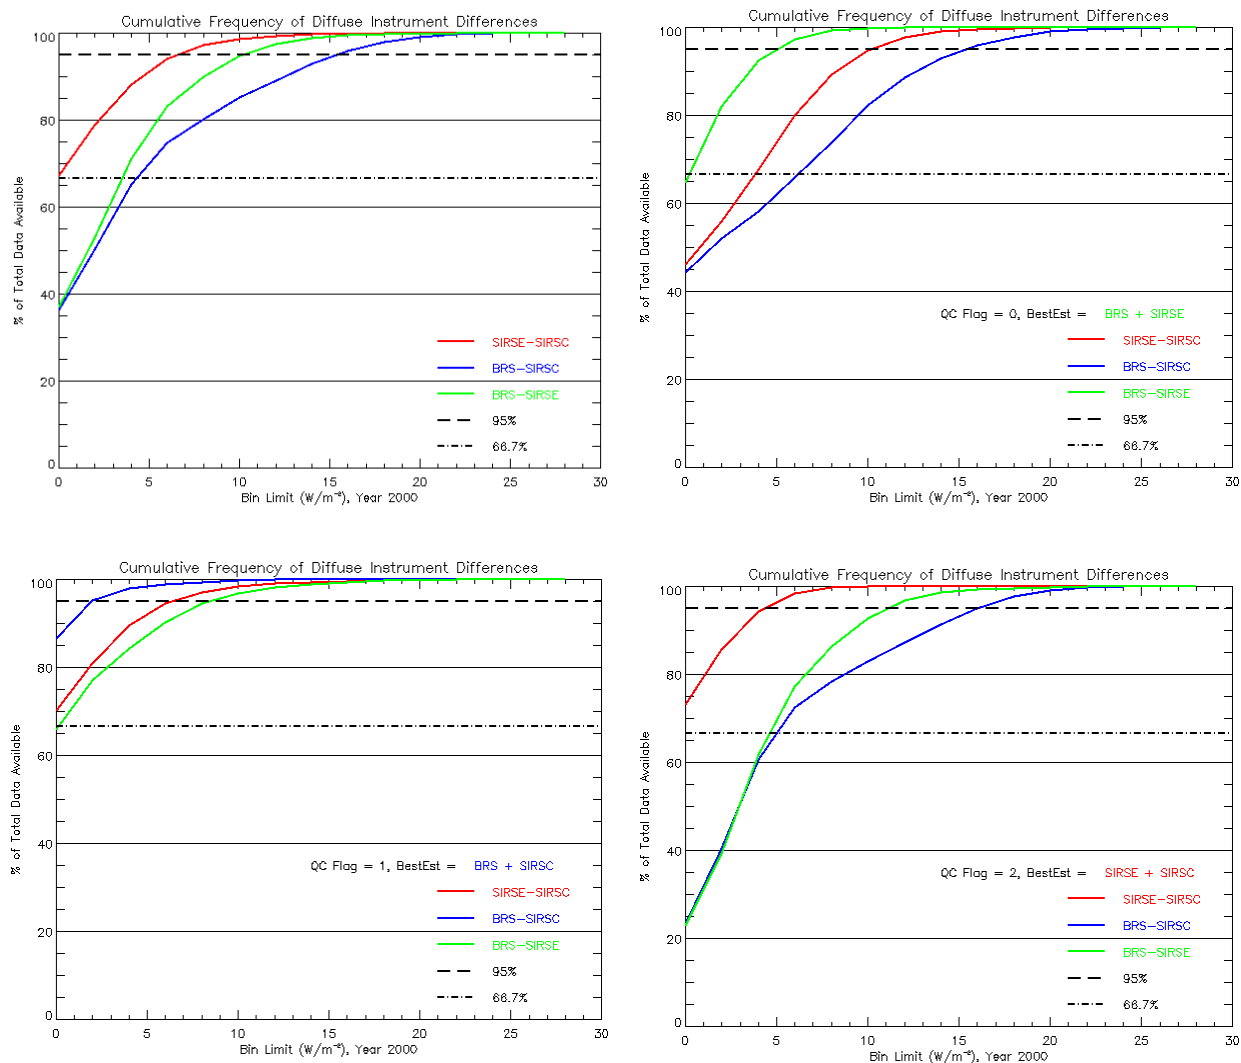 Cumulative Frequency of Diffuse Instrument Differences
100
80
60
40
20
0
% of Total Data Available
SIRSE-SIRSC
BRS-SIRSC
BRS-SIRSE
95%
66.7%
0 5 10 15 20 25 30
Bin Limit (W/m⁻²), Year 2000
Cumulative Frequency of Diffuse Instrument Differences
100
80
60
40
20
0
% of Total Data Available
QC Flag = 0, BestEst = BRS + SIRSE
SIRSE-SIRSC
BRS-SIRSC
BRS-SIRSE
95%
66.7%
0 5 10 15 20 25 30
Bin Limit (W/m⁻²), Year 2000
Cumulative Frequency of Diffuse Instrument Differences
100
80
60
40
20
0
% of Total Data Available
QC Flag = 1, BestEst = BRS + SIRSC
SIRSE-SIRSC
BRS-SIRSC
BRS-SIRSE
95%
66.7%
0 5 10 15 20 25 30
Bin Limit (W/m⁻²), Year 2000
Cumulative Frequency of Diffuse Instrument Differences
100
80
60
40
20
0
% of Total Data Available
QC Flag = 2, BestEst = SIRSE + SIRSC
SIRSE-SIRSC
BRS-SIRSC
BRS-SIRSE
95%
66.7%
0 5 10 15 20 25 30
Bin Limit (W/m⁻²), Year 2000